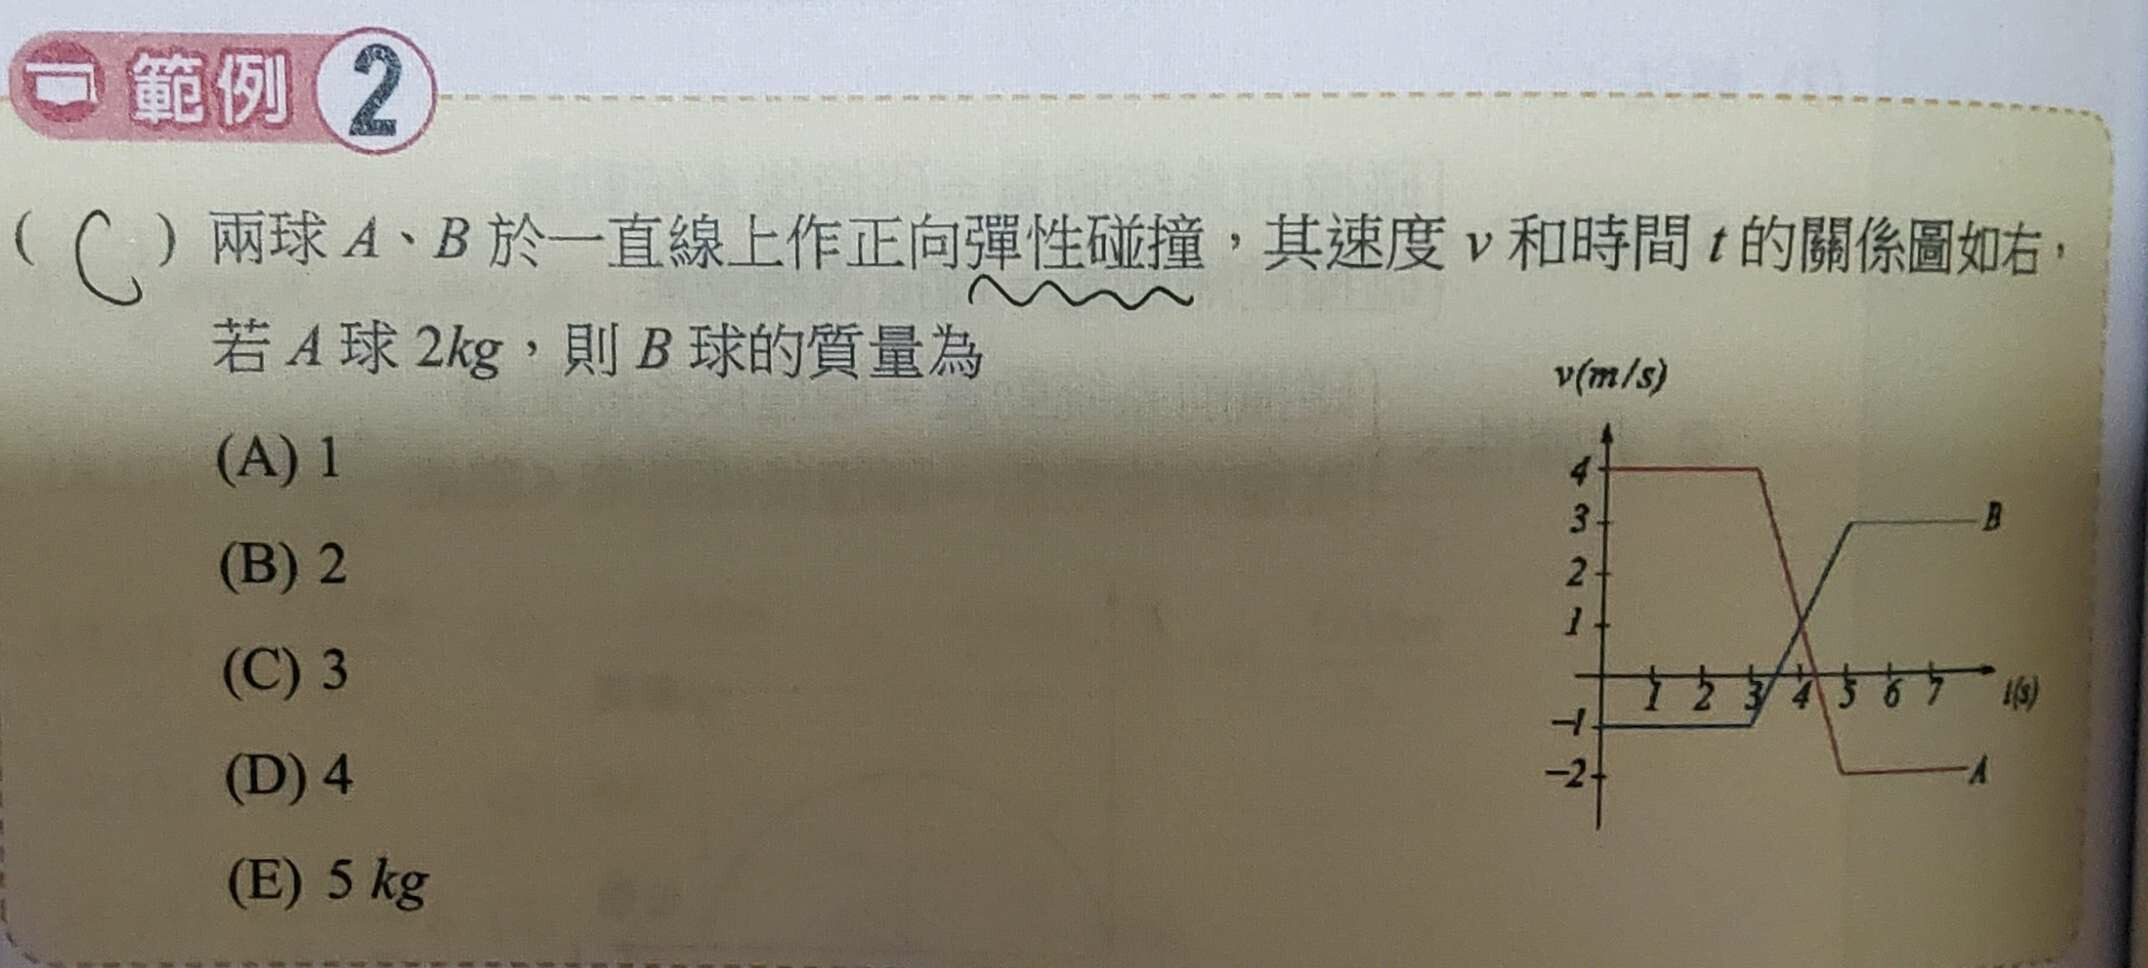 範例 2
( C ) 兩球 A、B 於一直線上作正向彈性碰撞，其速度 v 和時間 t 的關係圖如右，
若 A 球 2kg，則 B 球的質量為
(A) 1
(B) 2
(C) 3
(D) 4
(E) 5 kg
v(m/s)
4
3
2
1
-1
-2
1 2 3 4 5 6 7
t(s)
B
A